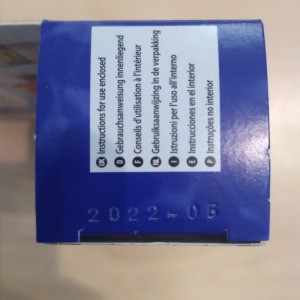 UK Instructions for use enclosed
D Gebrauchsanweisung innenliegend
F Conseils d'utilisation à l'intérieur
NL Gebruiksaanwijzing in de verpakking
I Istruzioni per l'uso all'interno
E Instrucciones en el interior
P Instruções no interior
2022-03